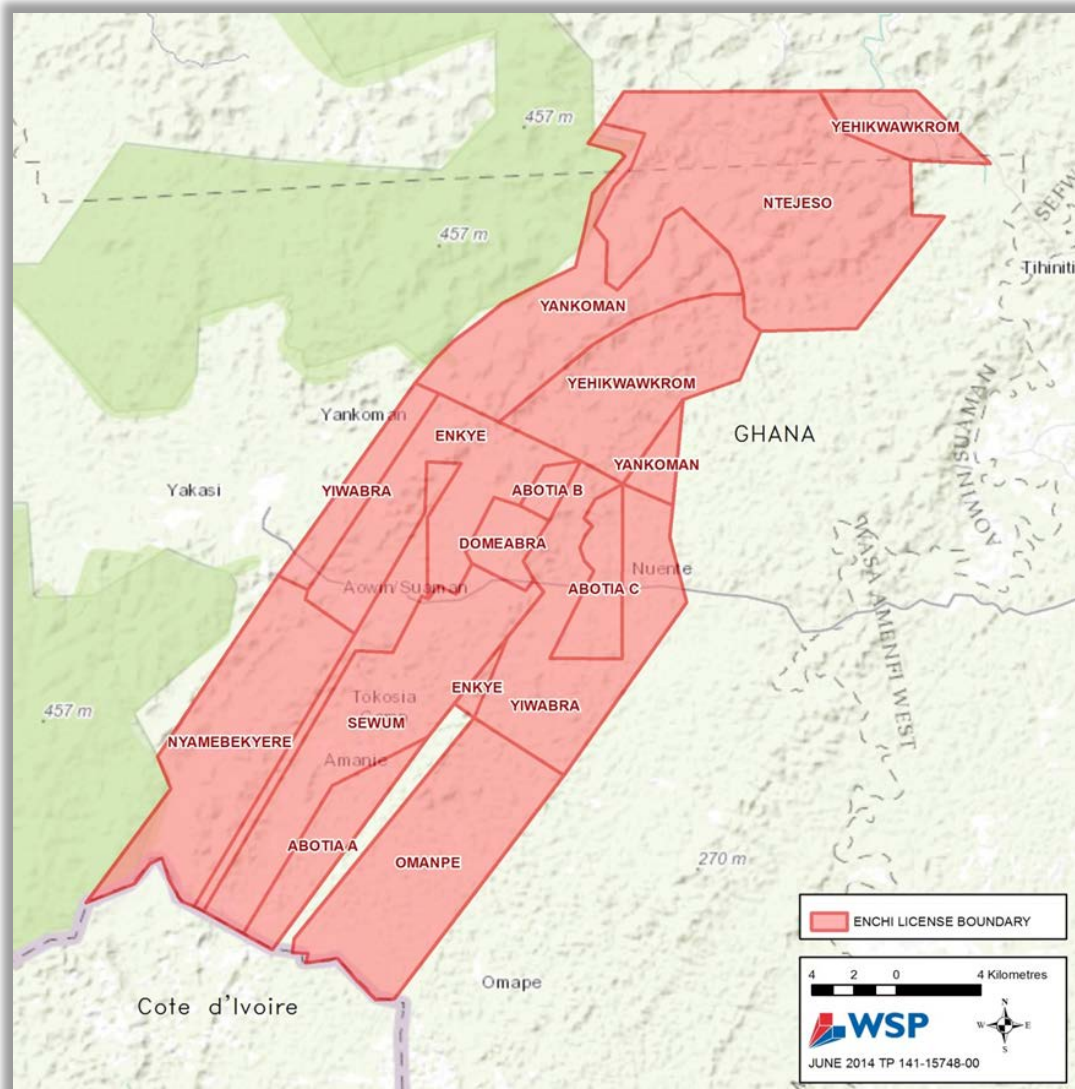 457 m
YEHIKWAWKROM
NTEJESO
457 m
Tihiniti
YANKOMAN
YEHIKWAWKROM
Yankoman
ENKYE
GHANA
YANKOMAN
YIWABRA
ABOTIA B
Yakasi
DOMEABRA
AOWIN/SUAMAN
Nuente
Aowin/Suaman
ABOTIA C
WASA AMENFI WEST
ENKYE
Tokosia
YIWABRA
457 m
SEWUM
NYAMEBEKYERE
Amanie
ABOTIA A
OMANPE
270 m
ENCHI LICENSE BOUNDARY
4 2 0 4 Kilometres
Omape
Cote d'Ivoire
WSP
N
W E
S
JUNE 2014 TP 141-15748-00